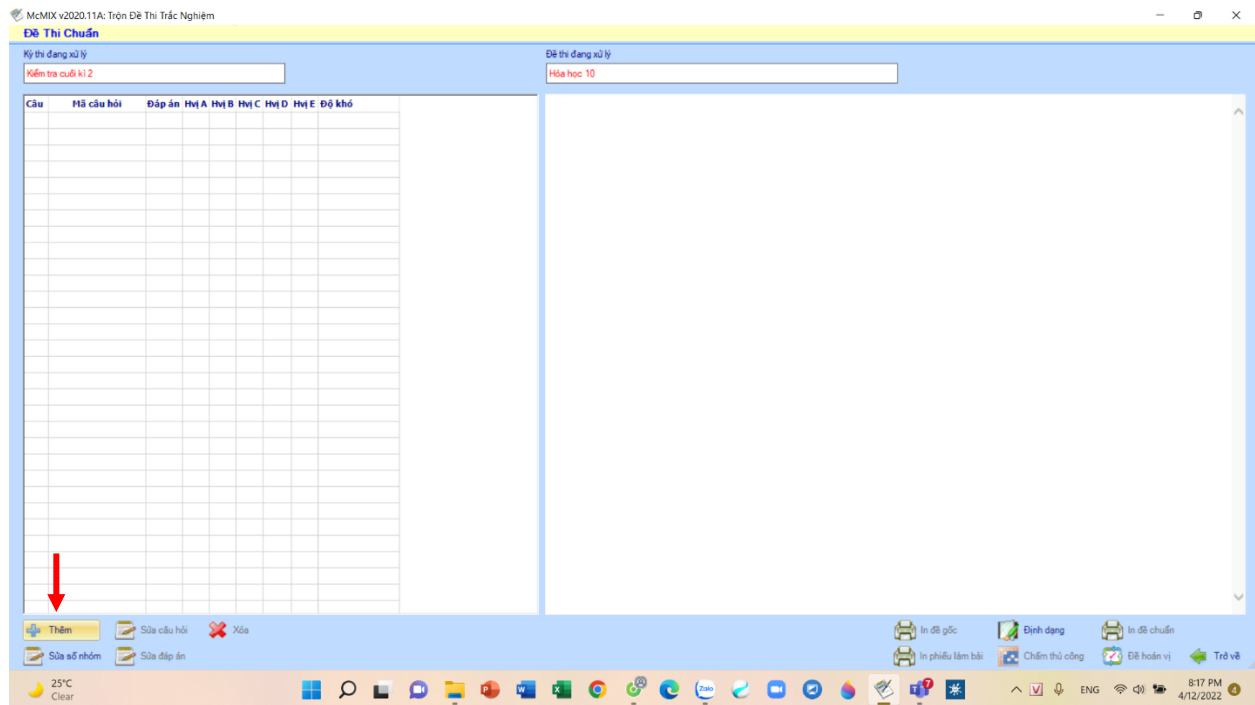 McMIX v2020.11A: Trộn Đề Thi Trắc Nghiệm
Đề Thi Chuẩn
Kỳ thi đang xử lý
Đề thi đang xử lý
Kiểm tra cuối kì 2
Hóa học 10
Câu Mã câu hỏi Đáp án Hvị A Hvị B Hvị C Hvị D Hvị E Độ khó
Thêm Sửa câu hỏi Xóa In đề gốc Định dạng In đề chuẩn
Sửa số nhóm Sửa đáp án In phiếu làm bài Chấm thủ công Đề hoán vị Trở về
25°C
Clear
Zalo
7
V
ENG
8:17 PM
4/12/2022
4